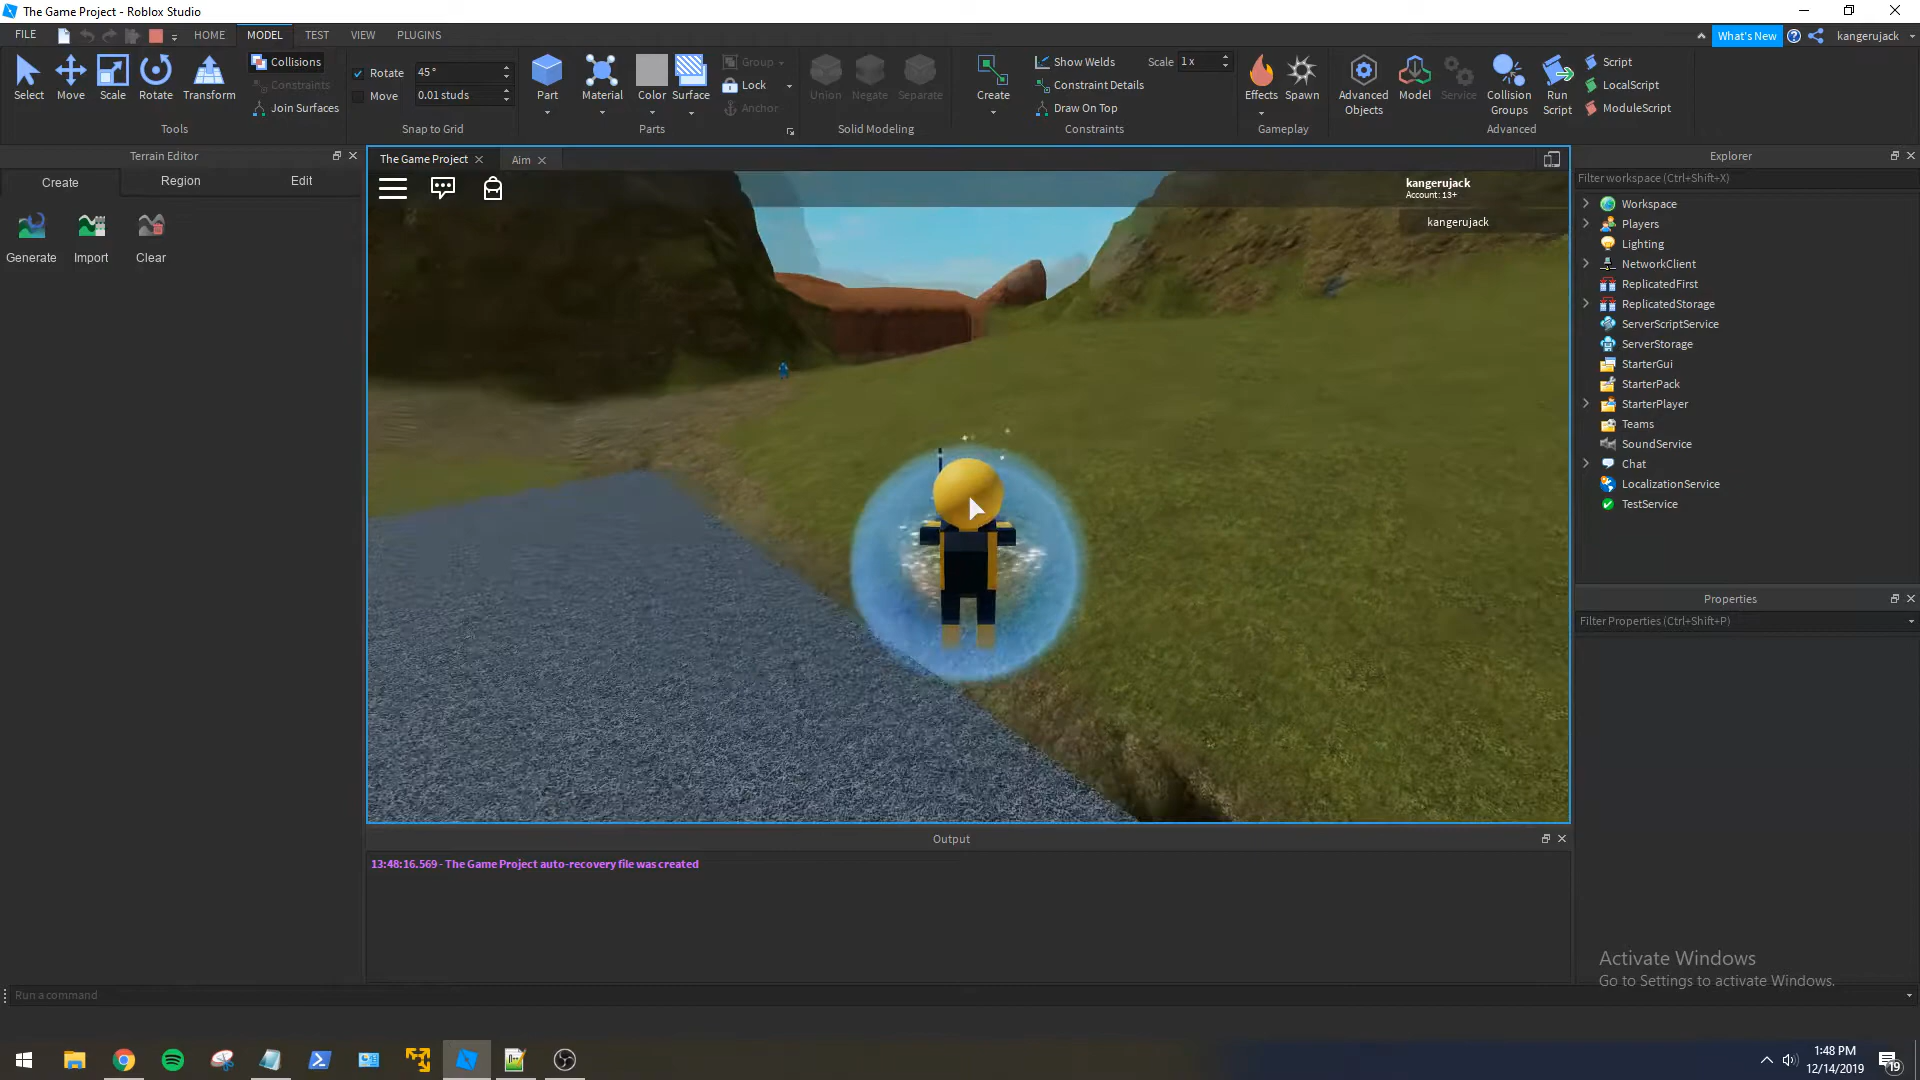 The Game Project - Roblox Studio
FILE
HOME
MODEL
TEST
VIEW
PLUGINS
What's New
kangerujack
Select
Move
Scale
Rotate
Transform
Collisions
Constraints
Join Surfaces
Tools
Rotate
45°
Move
0.01 studs
Snap to Grid
Part
Material
Color
Surface
Group
Lock
Anchor
Parts
Union
Negate
Separate
Solid Modeling
Create
Show Welds
Constraint Details
Draw On Top
Scale
1 x
Constraints
Effects
Spawn
Gameplay
Advanced
Objects
Model
Service
Collision
Groups
Run
Script
Script
LocalScript
ModuleScript
Advanced
Terrain Editor
Create
Region
Edit
Generate
Import
Clear
The Game Project
Aim
kangerujack
Account: 13+
kangerujack
Explorer
Filter workspace (Ctrl+Shift+X)
Workspace
Players
Lighting
NetworkClient
ReplicatedFirst
ReplicatedStorage
ServerScriptService
ServerStorage
StarterGui
StarterPack
StarterPlayer
Teams
SoundService
Chat
LocalizationService
TestService
Properties
Filter Properties (Ctrl+Shift+P)
Output
13:48:16.569 - The Game Project auto-recovery file was created
Activate Windows
Go to Settings to activate Windows.
Run a command
1:48 PM
12/14/2019
19